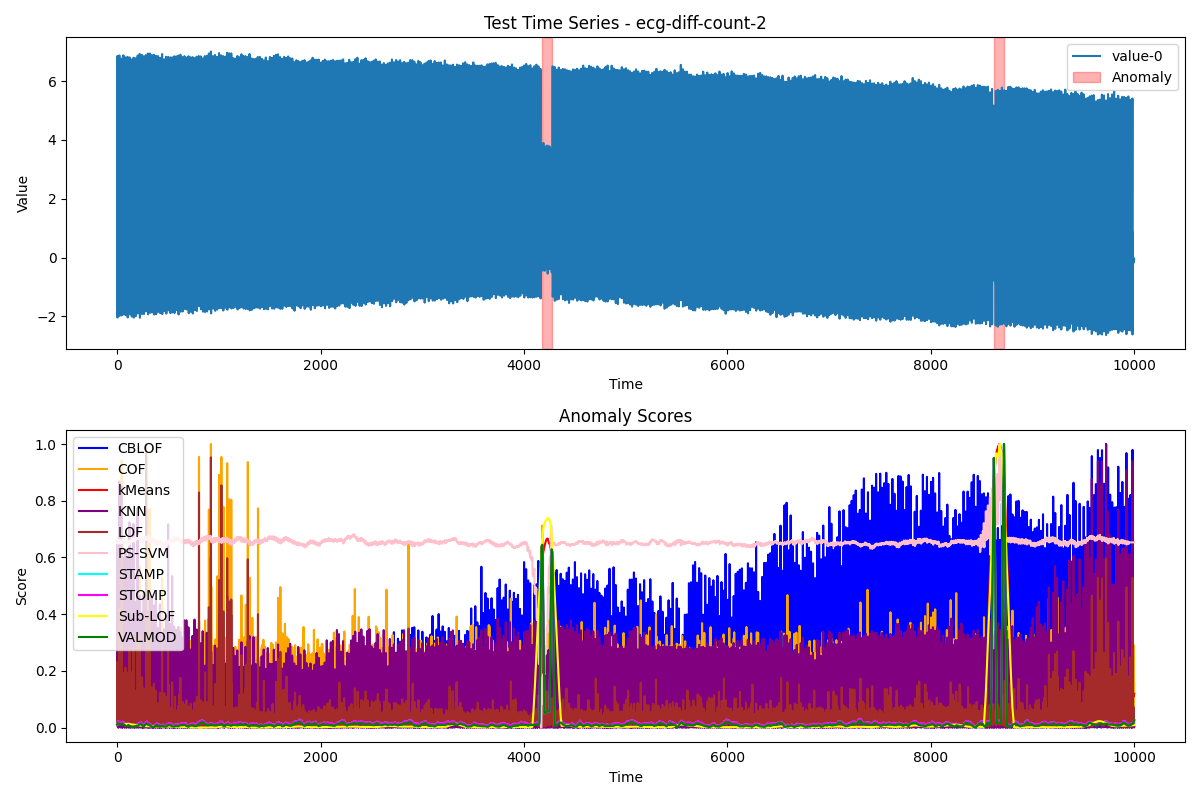 Test Time Series - ecg-diff-count-2
value-0
Anomaly
6
4
2
0
−2
Value
0 2000 4000 6000 8000 10000
Time
Anomaly Scores
CBLOF
COF
kMeans
KNN
LOF
PS-SVM
STAMP
STOMP
Sub-LOF
VALMOD
1.0
0.8
0.6
0.4
0.2
0.0
Score
0 2000 4000 6000 8000 10000
Time